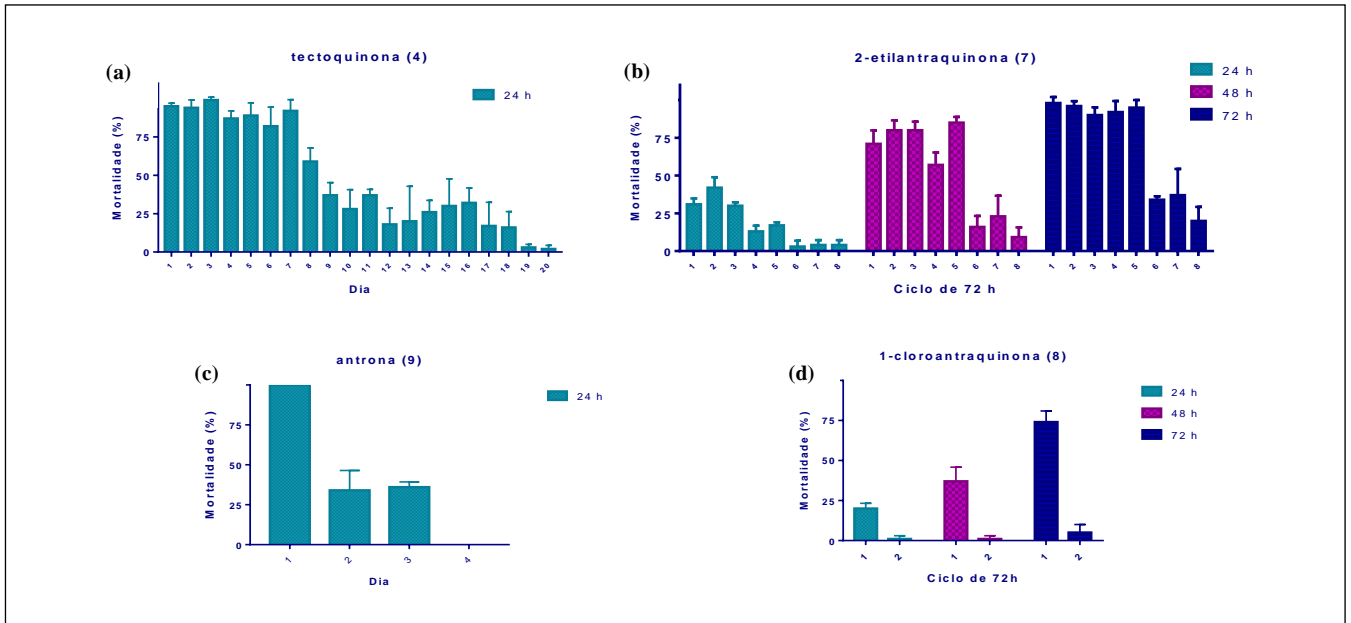 (a)
tectoquinona (4)
24 h
Mortalidade (%)
75
50
25
0
1 2 3 4 5 6 7 8 9 10 11 12 13 14 15 16 17 18 19 20
Dia
(b)
2-etilantraquinona (7)
24 h
48 h
72 h
Mortalidade (%)
75
50
25
0
1 2 3 4 5 6 7 8 1 2 3 4 5 6 7 8 1 2 3 4 5 6 7 8
Ciclo de 72 h
(c)
antrona (9)
24 h
Mortalidade (%)
75
50
25
0
1 2 3 4
Dia
(d)
1-cloroantraquinona (8)
24 h
48 h
72 h
Mortalidade (%)
75
50
25
0
1 2 1 2 1 2
Ciclo de 72h